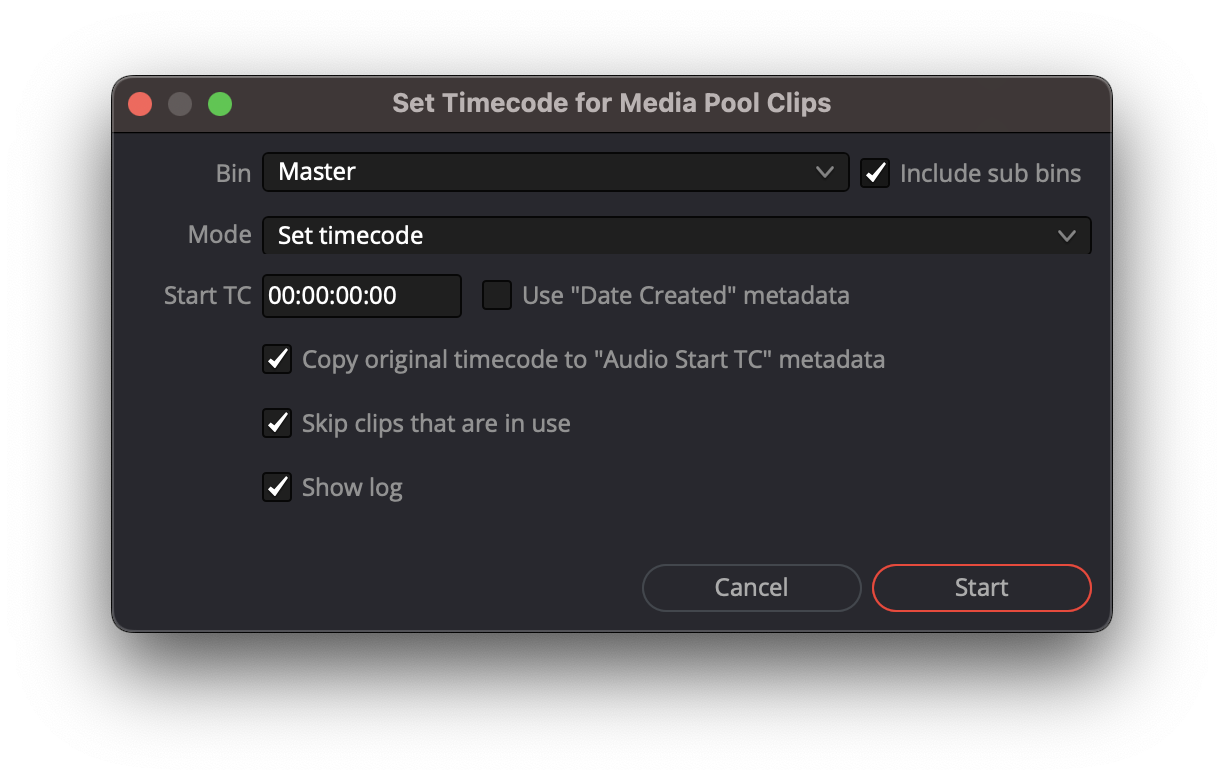 Set Timecode for Media Pool Clips
Bin Master Include sub bins
Mode Set timecode
Start TC 00:00:00:00 Use "Date Created" metadata
Copy original timecode to "Audio Start TC" metadata
Skip clips that are in use
Show log
Cancel Start